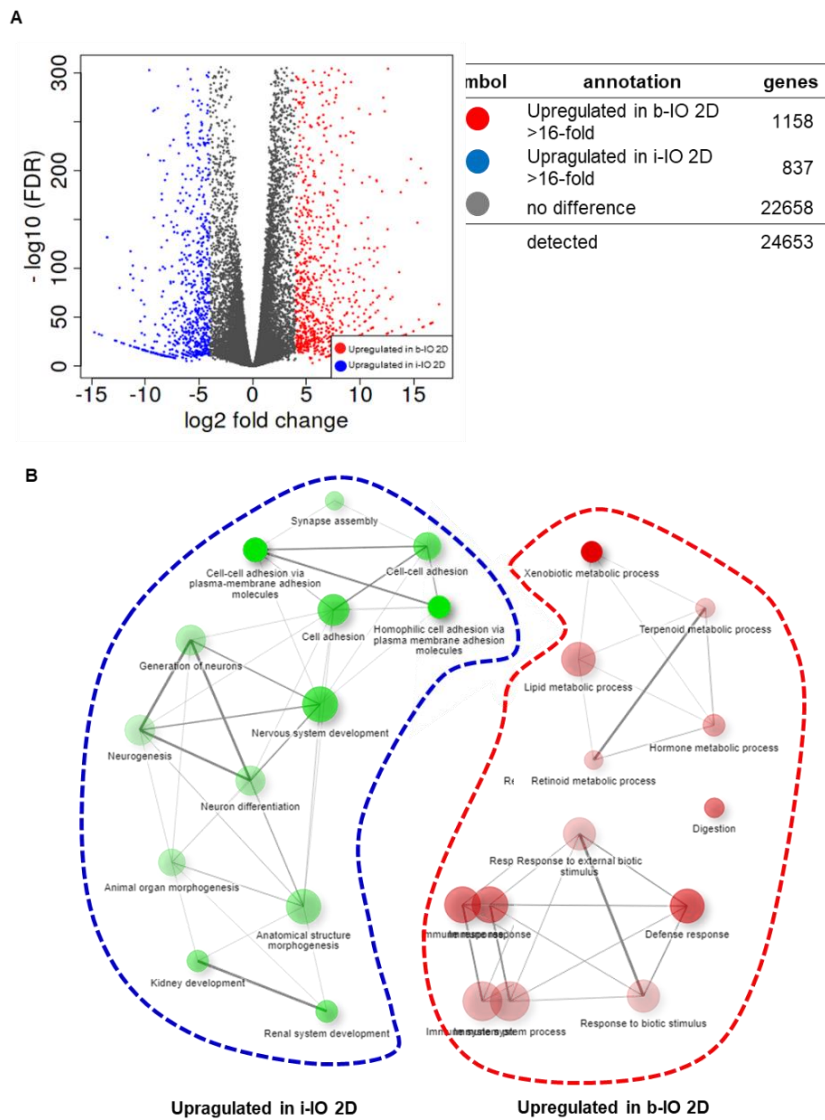 A
300
200
100
50
0
- log10 (FDR)
-15
-10
-5
0
5
10
15
log2 fold change
Upregulated in b-IO 2D
Upragulated in i-IO 2D
mbol annotation genes
Upregulated in b-IO 2D
>16-fold
1158
Upragulated in i-IO 2D
>16-fold
837
no difference 22658
detected 24653
B
Synapse assembly
Cell-cell adhesion via
plasma-membrane adhesion
molecules
Cell-cell adhesion
Cell adhesion
Homophilic cell adhesion via
plasma membrane adhesion
molecules
Generation of neurons
Nervous system development
Neurogenesis
Neuron differentiation
Animal organ morphogenesis
Anatomical structure
morphogenesis
Kidney development
Renal system development
Xenobiotic metabolic process
Terpenoid metabolic process
Lipid metabolic process
Hormone metabolic process
Retinoid metabolic process
Digestion
Response to external biotic
stimulus
Immune response
Defense response
Immune system process
Response to biotic stimulus
Upragulated in i-IO 2D
Upregulated in b-IO 2D